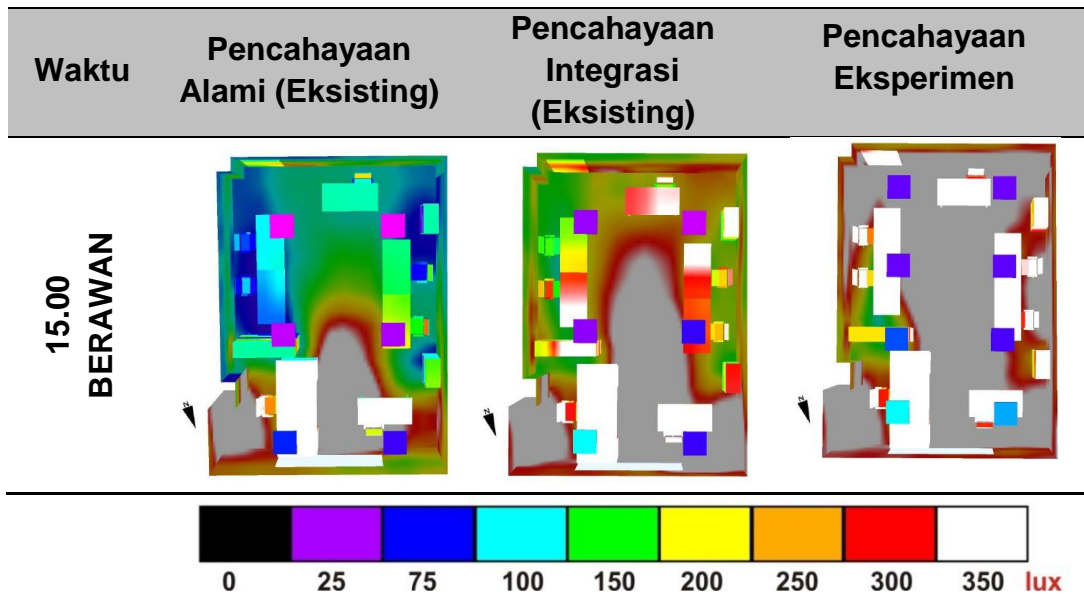 Waktu
Pencahayaan
Alami (Eksisting)
Pencahayaan
Integrasi
(Eksisting)
Pencahayaan
Eksperimen
15.00
BERAWAN
0 25 75 100 150 200 250 300 350 lux